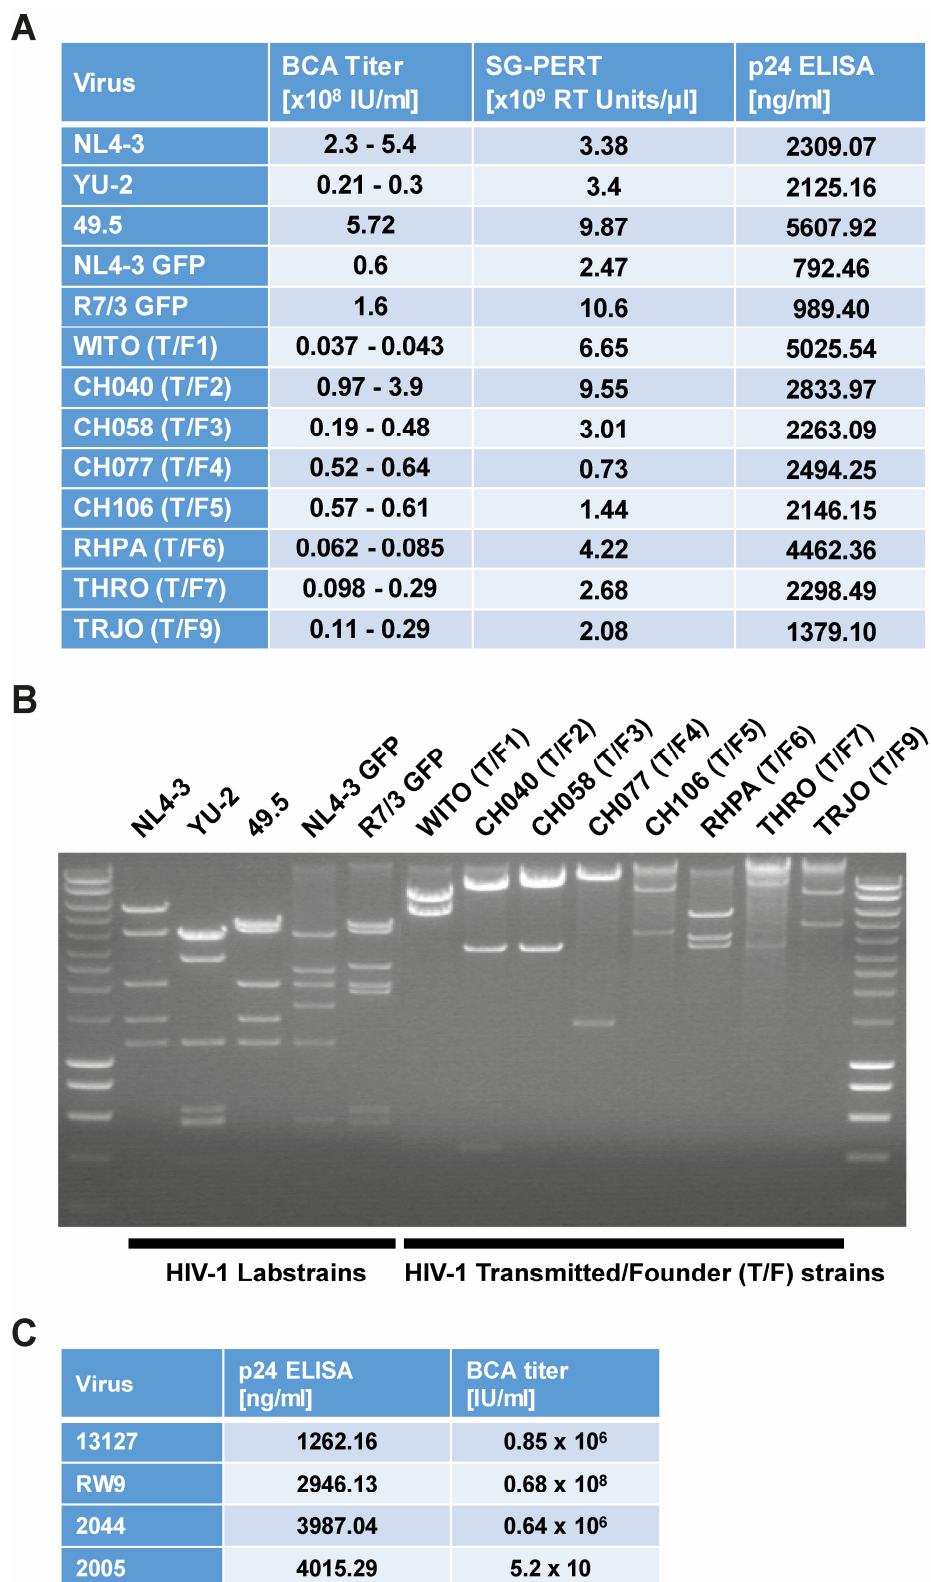 A
Virus BCA Titer SG-PERT p24 ELISA
[x10⁸ IU/ml] [x10⁹ RT Units/µl] [ng/ml]
NL4-3 2.3 - 5.4 3.38 2309.07
YU-2 0.21 - 0.3 3.4 2125.16
49.5 5.72 9.87 5607.92
NL4-3 GFP 0.6 2.47 792.46
R7/3 GFP 1.6 10.6 989.40
WITO (T/F1) 0.037 - 0.043 6.65 5025.54
CH040 (T/F2) 0.97 - 3.9 9.55 2833.97
CH058 (T/F3) 0.19 - 0.48 3.01 2263.09
CH077 (T/F4) 0.52 - 0.64 0.73 2494.25
CH106 (T/F5) 0.57 - 0.61 1.44 2146.15
RHPA (T/F6) 0.062 - 0.085 4.22 4462.36
THRO (T/F7) 0.098 - 0.29 2.68 2298.49
TRJO (T/F9) 0.11 - 0.29 2.08 1379.10
B
NL4-3
YU-2
49.5
NL4-3 GFP
R7/3 GFP
WITO (T/F1)
CH040 (T/F2)
CH058 (T/F3)
CH077 (T/F4)
CH106 (T/F5)
RHPA (T/F6)
THRO (T/F7)
TRJO (T/F9)
HIV-1 Labstrains HIV-1 Transmitted/Founder (T/F) strains
C
Virus p24 ELISA BCA titer
[ng/ml] [IU/ml]
13127 1262.16 0.85 x 10⁶
RW9 2946.13 0.68 x 10⁸
2044 3987.04 0.64 x 10⁶
2005 4015.29 5.2 x 10